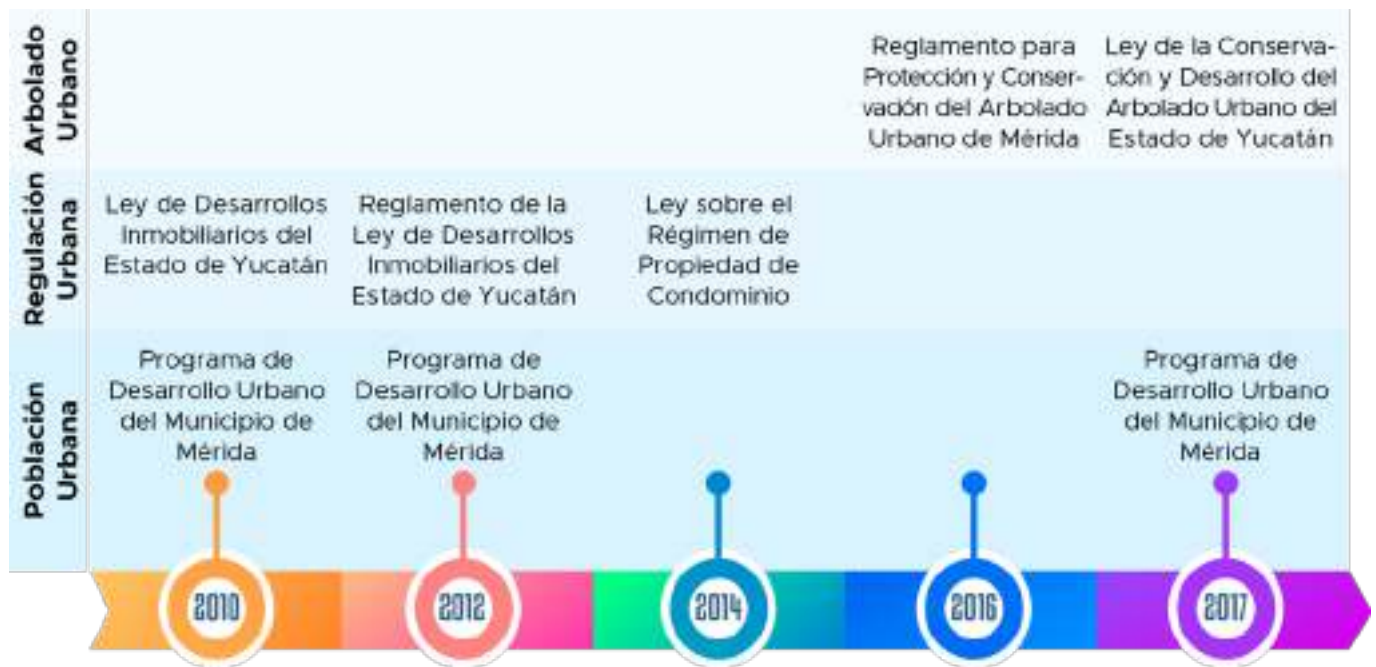 Arbolado
Urbano
Reglamento para
Protección y Conser-
vación del Arbolado
Urbano de Mérida
Ley de la Conserva-
ción y Desarrollo del
Arbolado Urbano del
Estado de Yucatán
Regulación
Urbana
Ley de Desarrollos
Inmobiliarios del
Estado de Yucatán
Reglamento de la
Ley de Desarrollos
Inmobiliarios del
Estado de Yucatán
Ley sobre el
Régimen de
Propiedad de
Condominio
Población
Urbana
Programa de
Desarrollo Urbano
del Municipio de
Mérida
Programa de
Desarrollo Urbano
del Municipio de
Mérida
Programa de
Desarrollo Urbano
del Municipio de
Mérida
2010
2012
2014
2016
2017